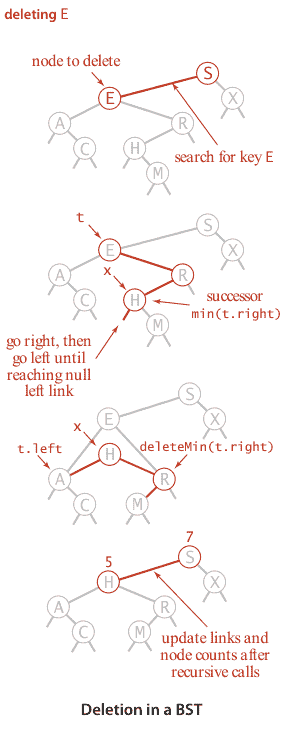 deleting E
node to delete
S
E
X
A
R
C
H
M
search for key E
t
S
E
X
x
A
R
C
H
successor
min(t.right)
M
go right, then
go left until
reaching null
left link
S
E
X
x
t.left
H
deleteMin(t.right)
A
R
C
M
7
5
S
H
X
A
R
C
M
update links and
node counts after
recursive calls
Deletion in a BST